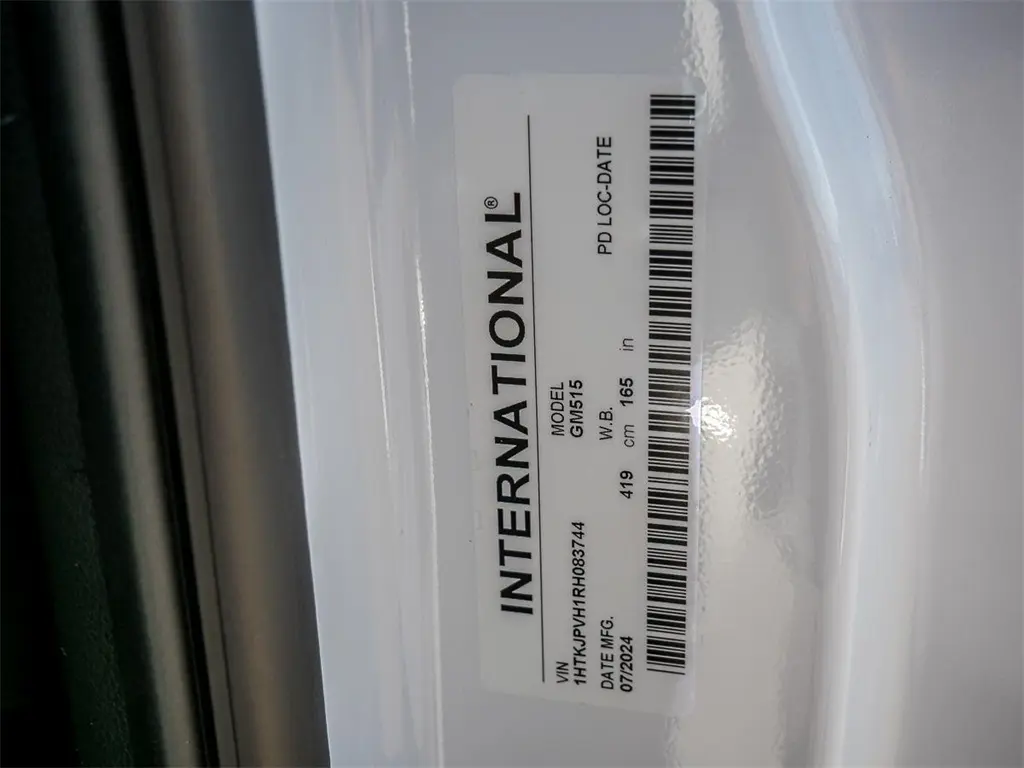 INTERNATIONAL®
VIN MODEL
1HTKJPVH1RH083744 GM515
DATE MFG. W.B. PD LOC-DATE
07/2024 419 cm 165 in